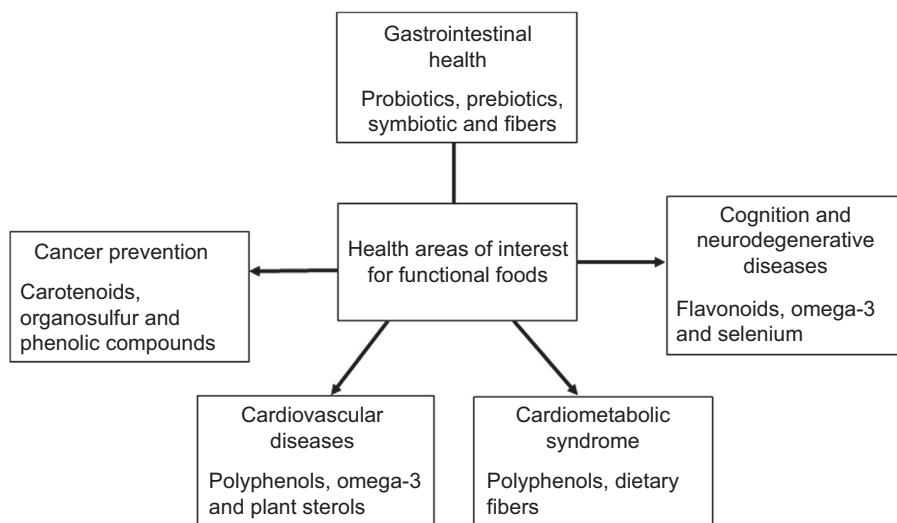 Gastrointestinal
health
Probiotics, prebiotics,
symbiotic and fibers
Health areas of interest
for functional foods
Cancer prevention
Carotenoids,
organosulfur and
phenolic compounds
Cognition and
neurodegenerative
diseases
Flavonoids, omega-3
and selenium
Cardiovascular
diseases
Polyphenols, omega-3
and plant sterols
Cardiometabolic
syndrome
Polyphenols, dietary
fibers